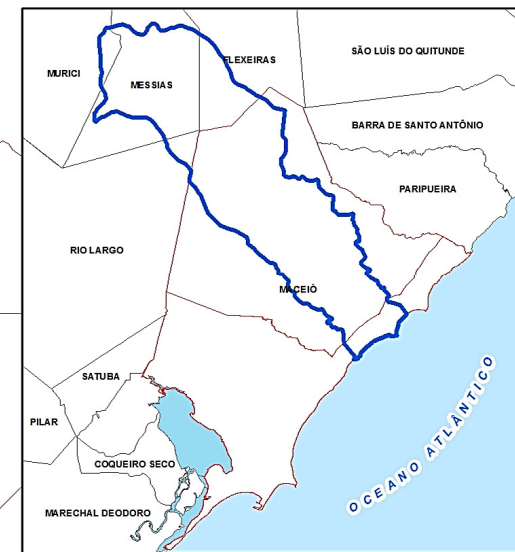 FLEXEIRAS
SÃO LUÍS DO QUITUNDE
MURICI
MESSIAS
BARRA DE SANTO ANTÔNIO
PARIPUEIRA
RIO LARGO
MACEIÓ
SATUBA
PILAR
COQUEIRO SECO
MARECHAL DEODORO
OCEANO ATLÂNTICO